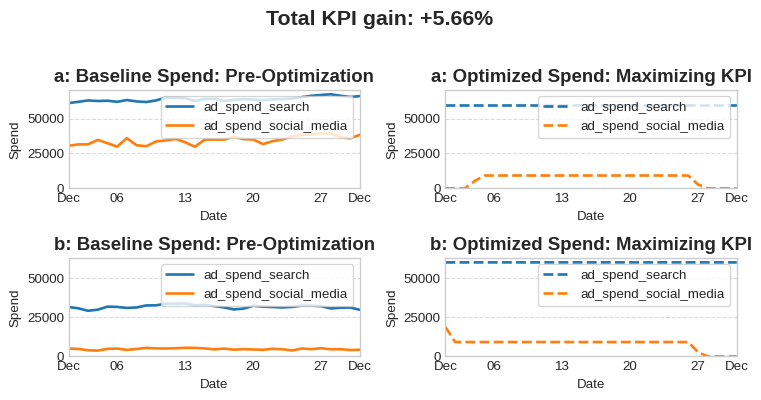 Total KPI gain: +5.66%
a: Baseline Spend: Pre-Optimization
a: Optimized Spend: Maximizing KPI
Spend
50000
25000
0
ad_spend_search
ad_spend_social_media
Dec 06 13 20 27 Dec
Date
Spend
50000
25000
0
ad_spend_search
ad_spend_social_media
Dec 06 13 20 27 Dec
Date
b: Baseline Spend: Pre-Optimization
b: Optimized Spend: Maximizing KPI
Spend
50000
25000
0
ad_spend_search
ad_spend_social_media
Dec 06 13 20 27 Dec
Date
Spend
50000
25000
0
ad_spend_search
ad_spend_social_media
Dec 06 13 20 27 Dec
Date